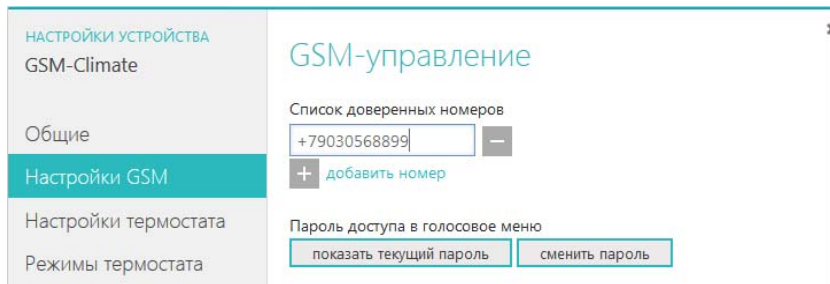 НАСТРОЙКИ УСТРОЙСТВА
GSM-Climate
Общие
Настройки GSM
Настройки термостата
Режимы термостата
GSM-управление
Список доверенных номеров
+79030568899
добавить номер
Пароль доступа в голосовое меню
показать текущий пароль
сменить пароль